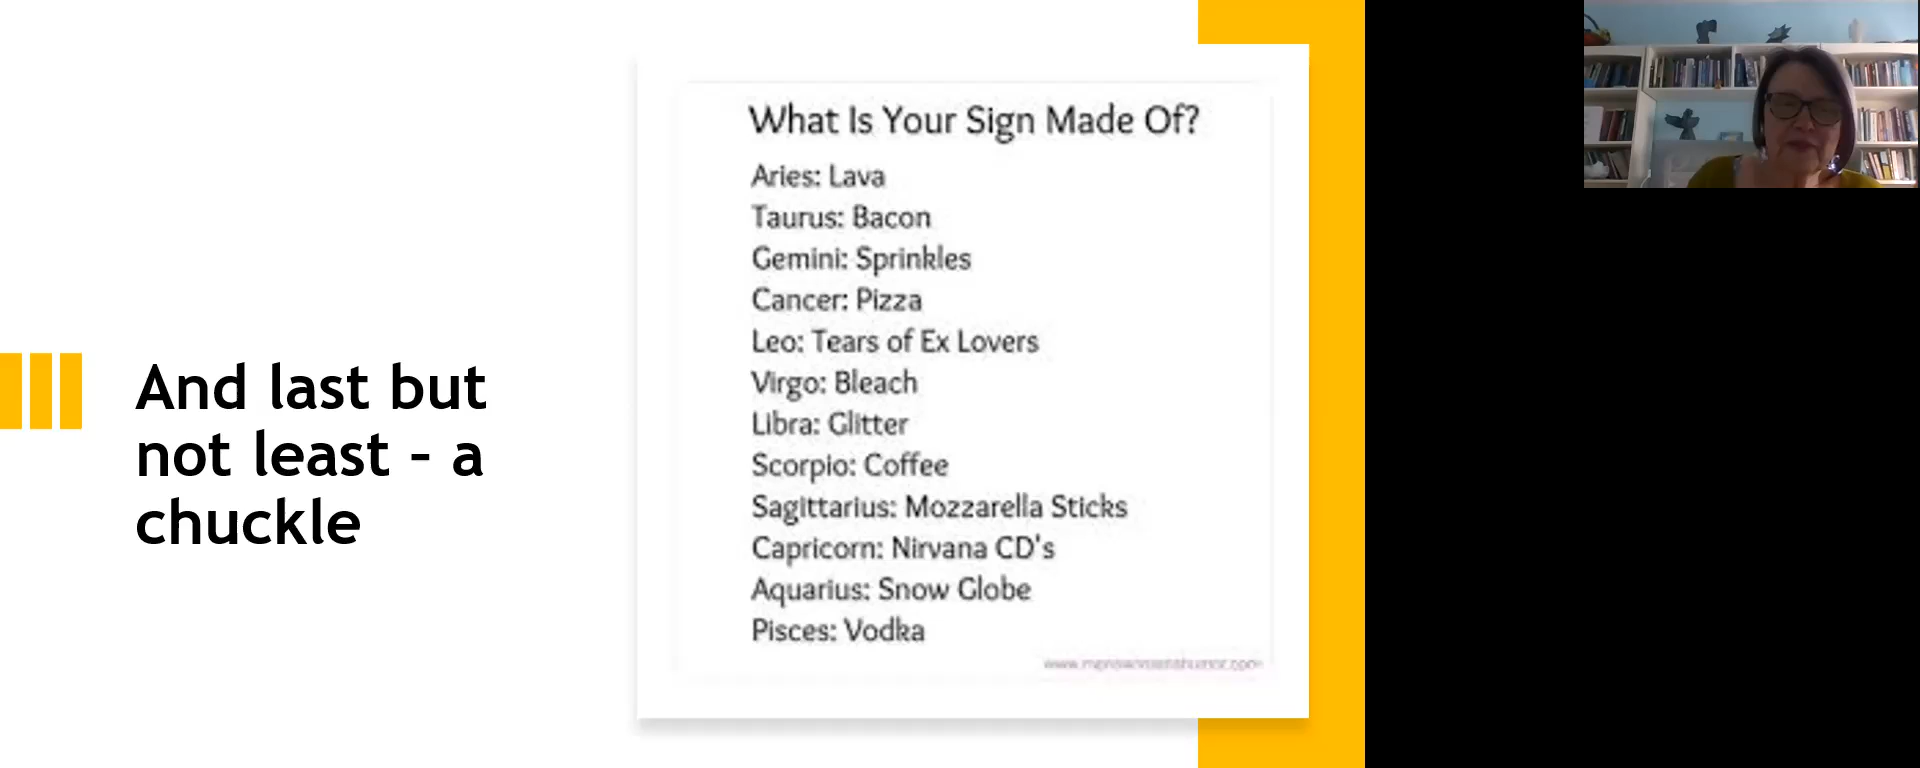 And last but
not least - a
chuckle
What Is Your Sign Made Of?
Aries: Lava
Taurus: Bacon
Gemini: Sprinkles
Cancer: Pizza
Leo: Tears of Ex Lovers
Virgo: Bleach
Libra: Glitter
Scorpio: Coffee
Sagittarius: Mozzarella Sticks
Capricorn: Nirvana CD's
Aquarius: Snow Globe
Pisces: Vodka